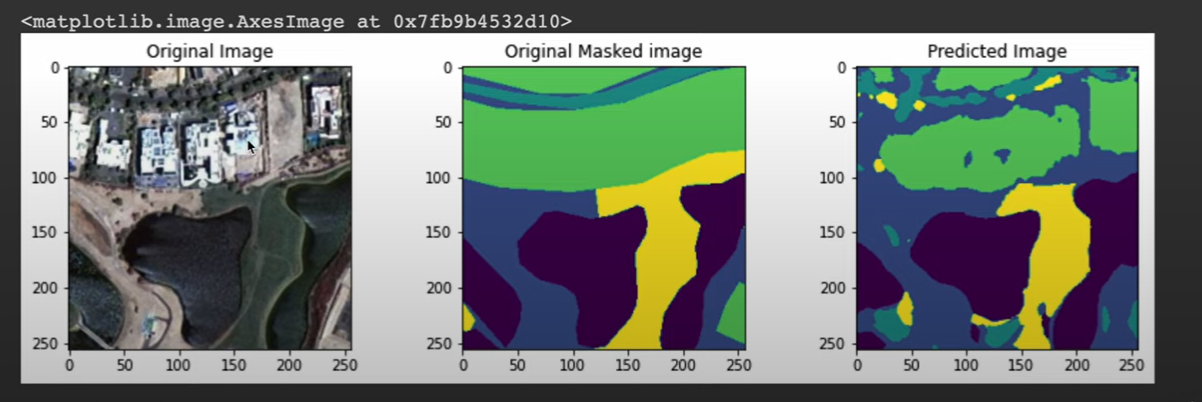 <matplotlib.image.AxesImage at 0x7fb9b4532d10>
Original Image
Original Masked image
Predicted Image
0
50
100
150
200
250
0 50 100 150 200 250
0
50
100
150
200
250
0 50 100 150 200 250
0
50
100
150
200
250
0 50 100 150 200 250